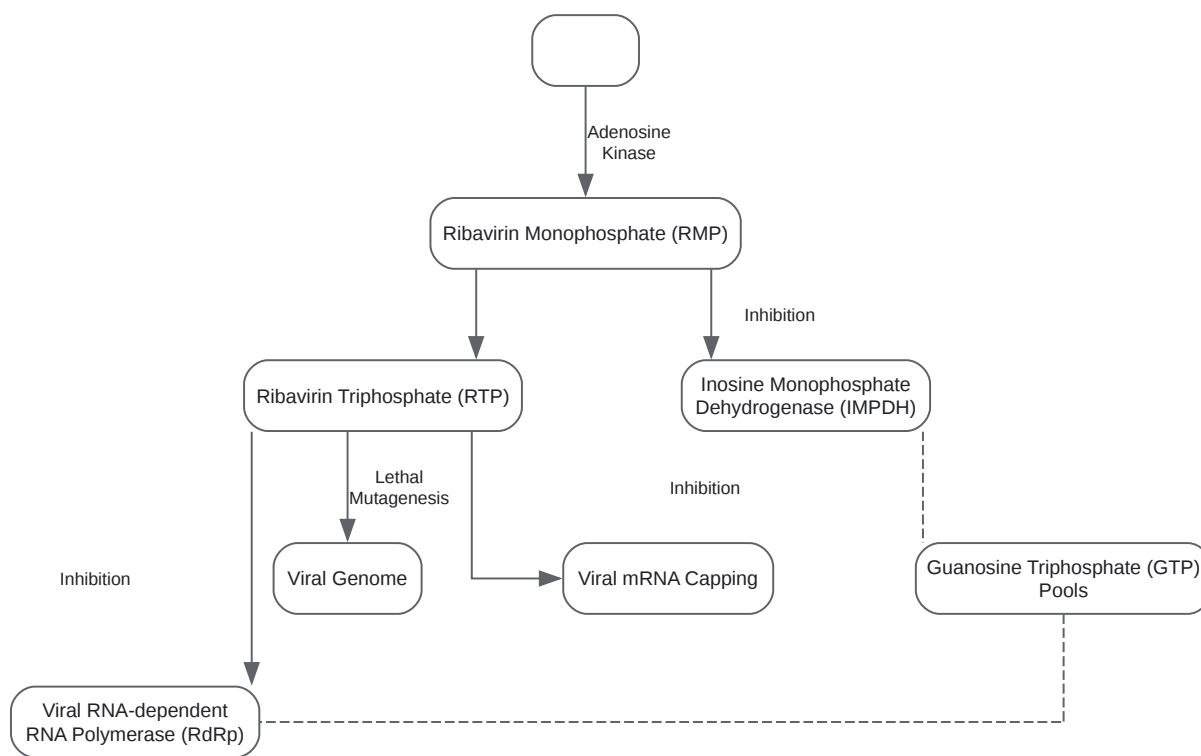 Adenosine
Kinase
Ribavirin Monophosphate (RMP)
Inhibition
Ribavirin Triphosphate (RTP)
Inosine Monophosphate
Dehydrogenase (IMPDH)
Lethal
Mutagenesis
Inhibition
Inhibition
Viral Genome
Viral mRNA Capping
Guanosine Triphosphate (GTP)
Pools
Viral RNA-dependent
RNA Polymerase (RdRp)